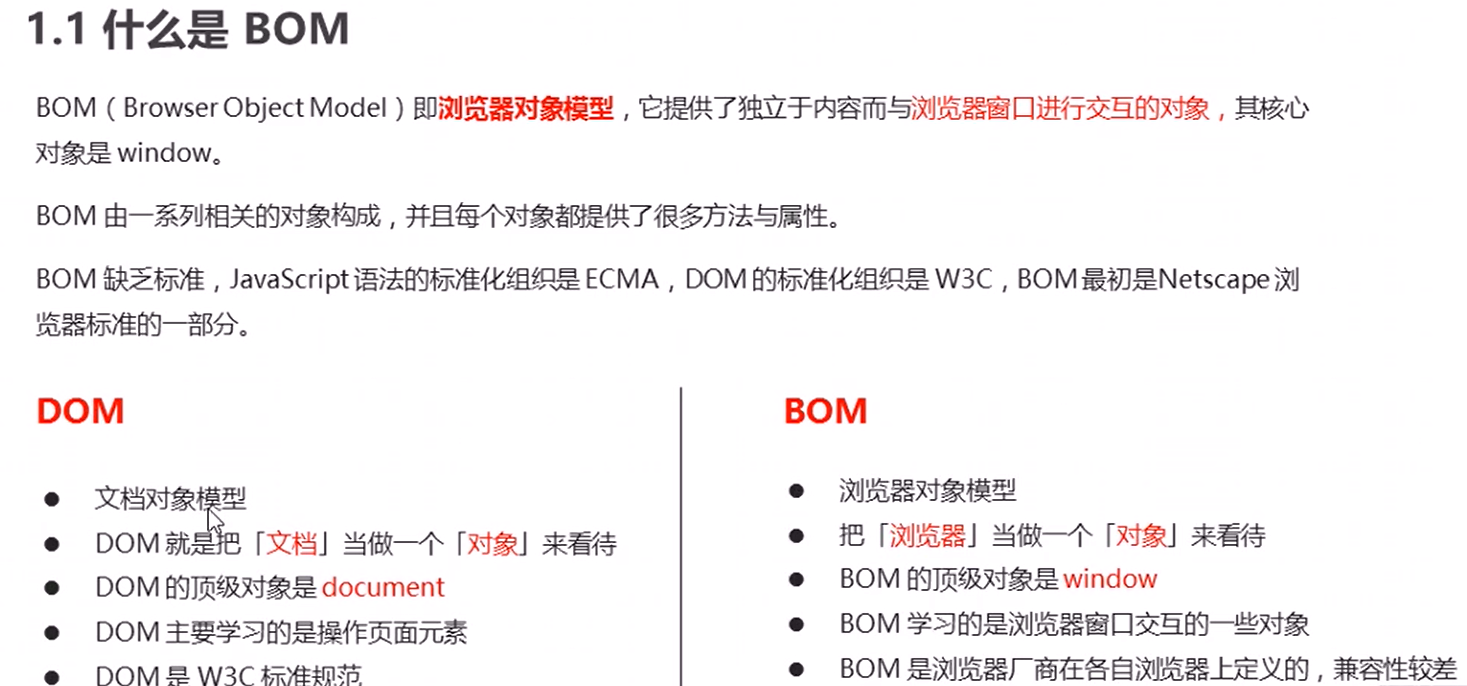 1.1 什么是 BOM
BOM（Browser Object Model）即浏览器对象模型，它提供了独立于内容而与浏览器窗口进行交互的对象，其核心
对象是 window。
BOM 由一系列相关的对象构成，并且每个对象都提供了很多方法与属性。
BOM 缺乏标准，JavaScript 语法的标准化组织是 ECMA，DOM 的标准化组织是 W3C，BOM 最初是Netscape 浏
览器标准的一部分。
DOM
● 文档对象模型
● DOM 就是把「文档」当做一个「对象」来看待
● DOM 的顶级对象是 document
● DOM 主要学习的是操作页面元素
● DOM 是 W3C 标准规范
BOM
● 浏览器对象模型
● 把「浏览器」当做一个「对象」来看待
● BOM 的顶级对象是 window
● BOM 学习的是浏览器窗口交互的一些对象
● BOM 是浏览器厂商在各自浏览器上定义的，兼容性较差